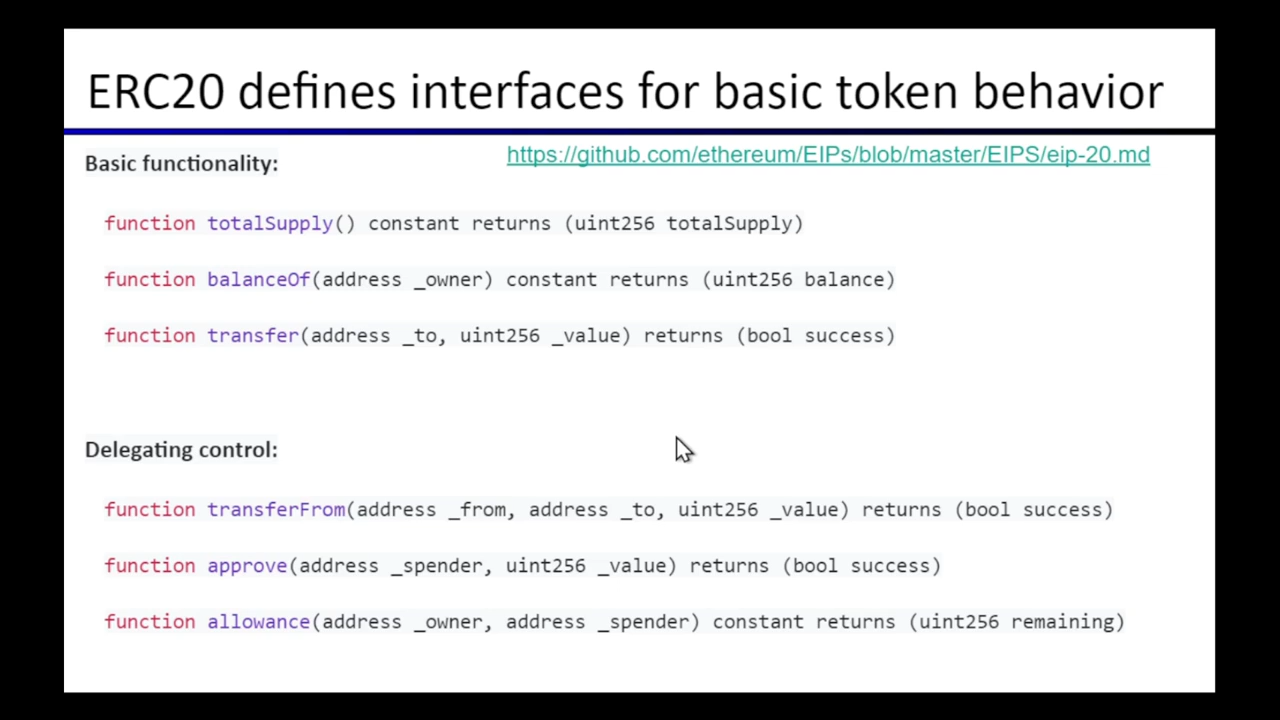 ERC20 defines interfaces for basic token behavior
Basic functionality:
https://github.com/ethereum/EIPs/blob/master/EIPS/eip-20.md
function totalSupply() constant returns (uint256 totalSupply)
function balanceOf(address _owner) constant returns (uint256 balance)
function transfer(address _to, uint256 _value) returns (bool success)
Delegating control:
function transferFrom(address _from, address _to, uint256 _value) returns (bool success)
function approve(address _spender, uint256 _value) returns (bool success)
function allowance(address _owner, address _spender) constant returns (uint256 remaining)